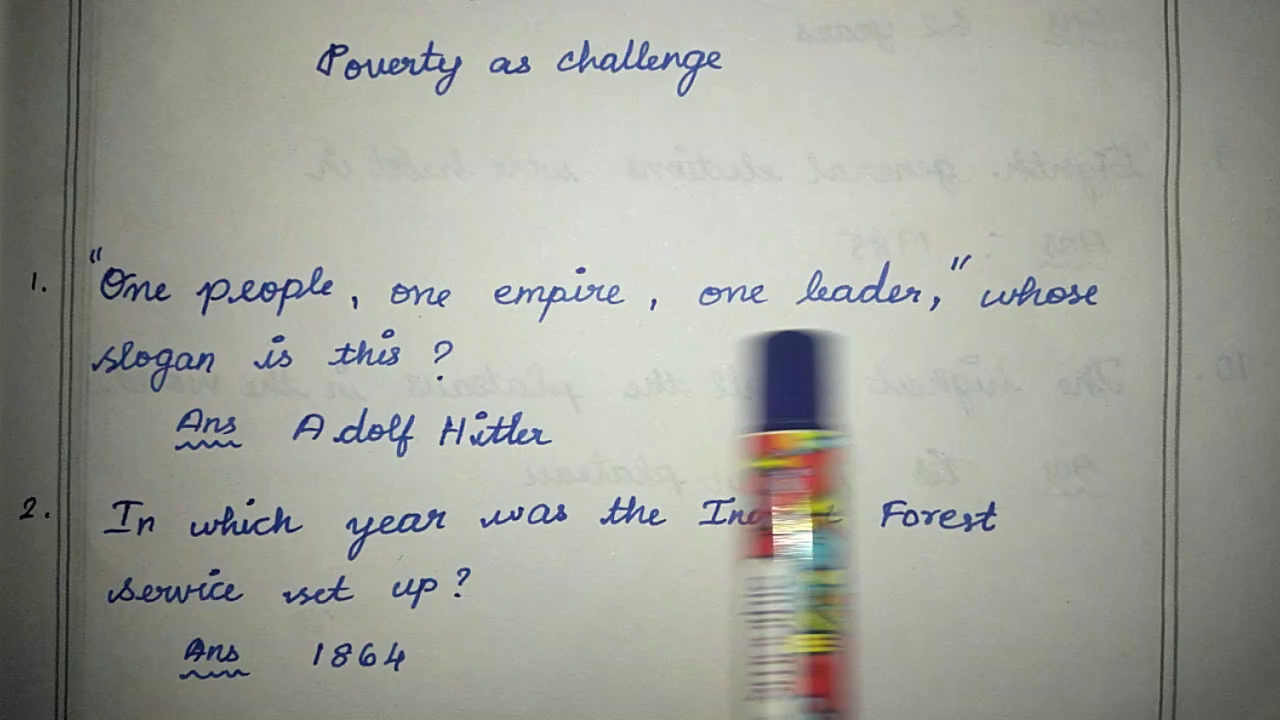 Poverty as challenge
1. "One people, one empire, one leader," whose
slogan is this?
Ans Adolf Hitler
2. In which year was the Forest
service set up?
Ans 1864